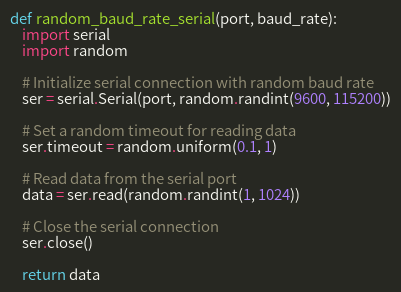 def random_baud_rate_serial(port, baud_rate):
import serial
import random
# Initialize serial connection with random baud rate
ser = serial.Serial(port, random.randint(9600, 115200))
# Set a random timeout for reading data
ser.timeout = random.uniform(0.1, 1)
# Read data from the serial port
data = ser.read(random.randint(1, 1024))
# Close the serial connection
ser.close()
return data